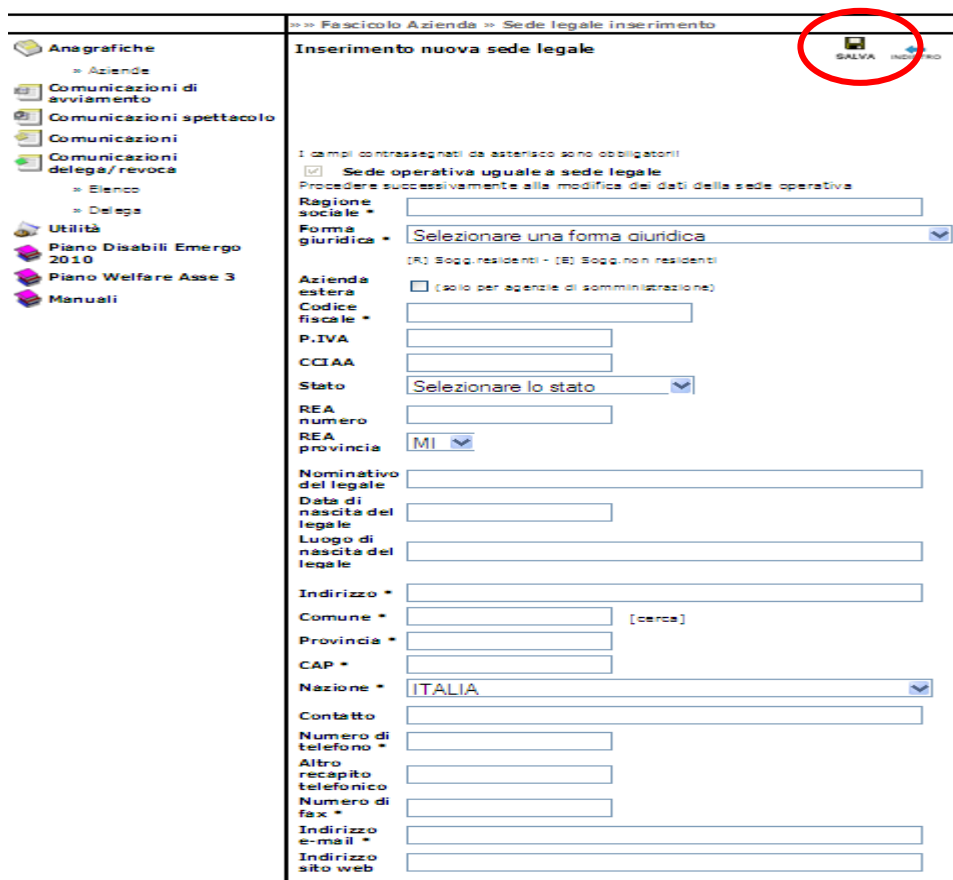 »» Fascicolo Azienda » Sede legale inserimento
Anagrafiche
» Aziende
Comunicazioni di
avviamento
Comunicazioni spettacolo
Comunicazioni
Comunicazioni
delega/revoca
» Elenco
» Delega
Utilità
Piano Disabili Emergo
2010
Piano Welfare Asse 3
Manuali
Inserimento nuova sede legale
SALVA
INDIETRO
I campi contrassegnati da asterisco sono obbligatori!
Sede operativa uguale a sede legale
Procedere successivamente alla modifica dei dati della sede operativa
Ragione
sociale *
Forma
giuridica *
Selezionare una forma giuridica
[R] Sogg.residenti - [E] Sogg.non residenti
Azienda
estera
(solo per agenzie di somministrazione)
Codice
fiscale *
P.IVA
CCIAA
Stato
Selezionare lo stato
REA
numero
REA
provincia
MI
Nominativo
del legale
Data di
nascita del
legale
Luogo di
nascita del
legale
Indirizzo *
Comune *
[cerca]
Provincia *
CAP *
Nazione *
ITALIA
Contatto
Numero di
telefono *
Altro
recapito
telefonico
Numero di
fax *
Indirizzo
e-mail *
Indirizzo
sito web